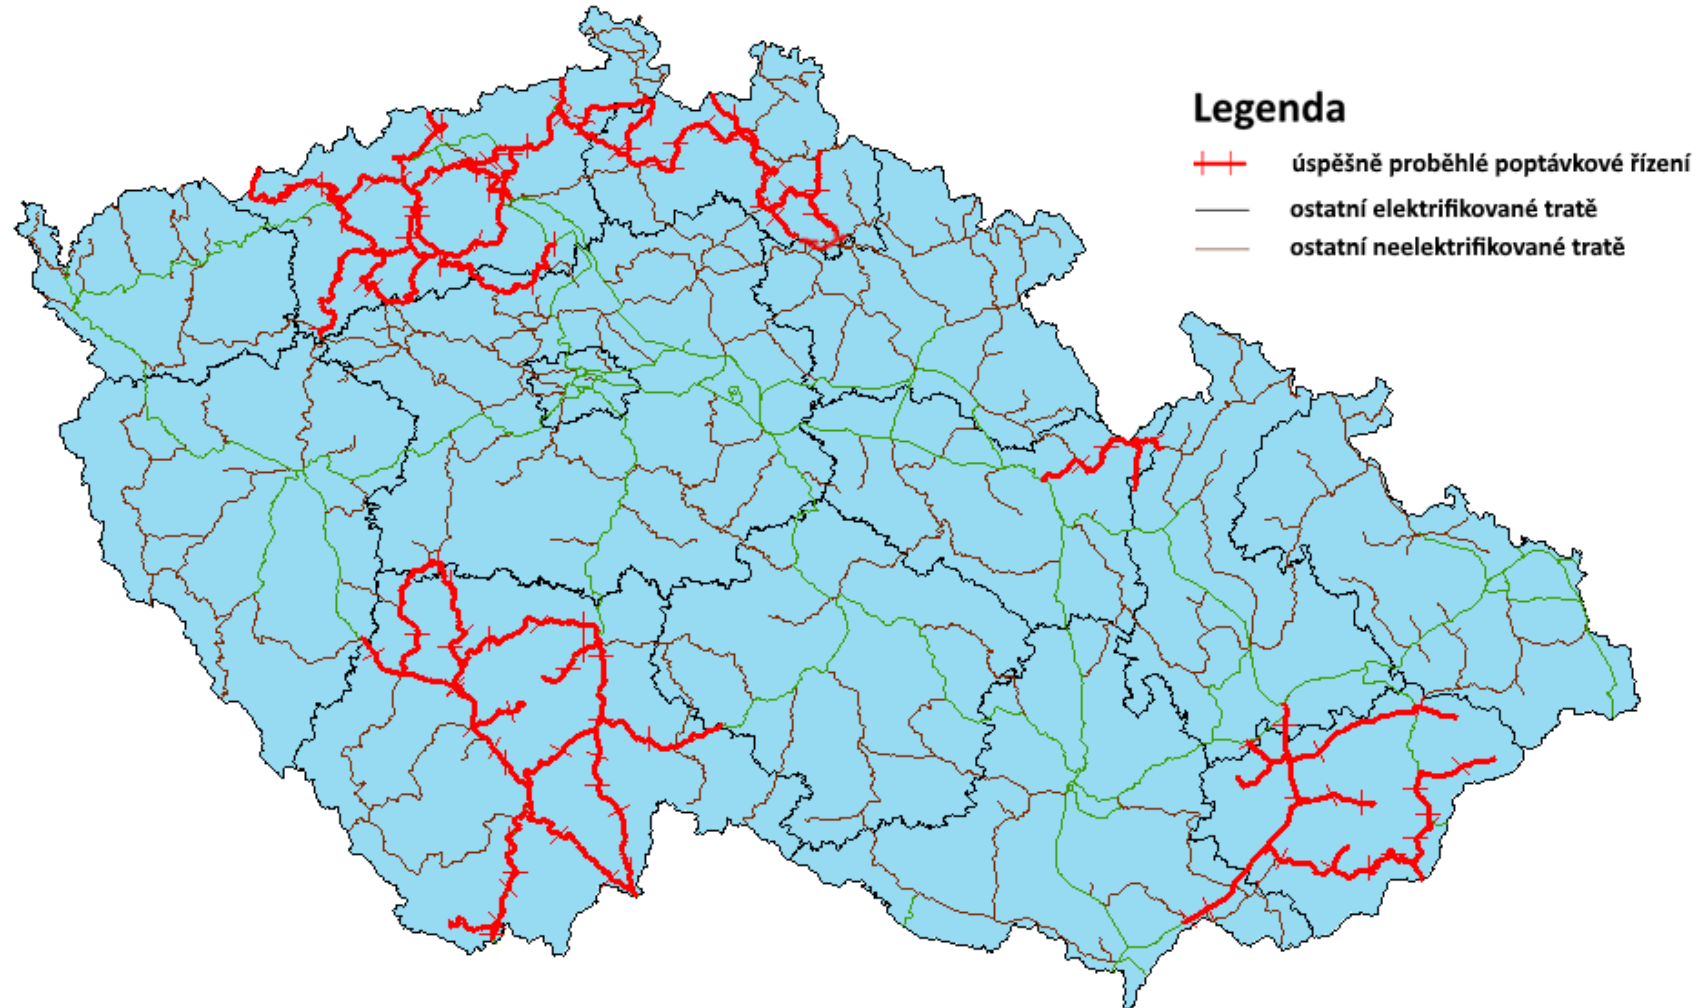 Legenda
úspěšně proběhlé poptávkové řízení
ostatní elektrifikované tratě
ostatní neelektrifikované tratě